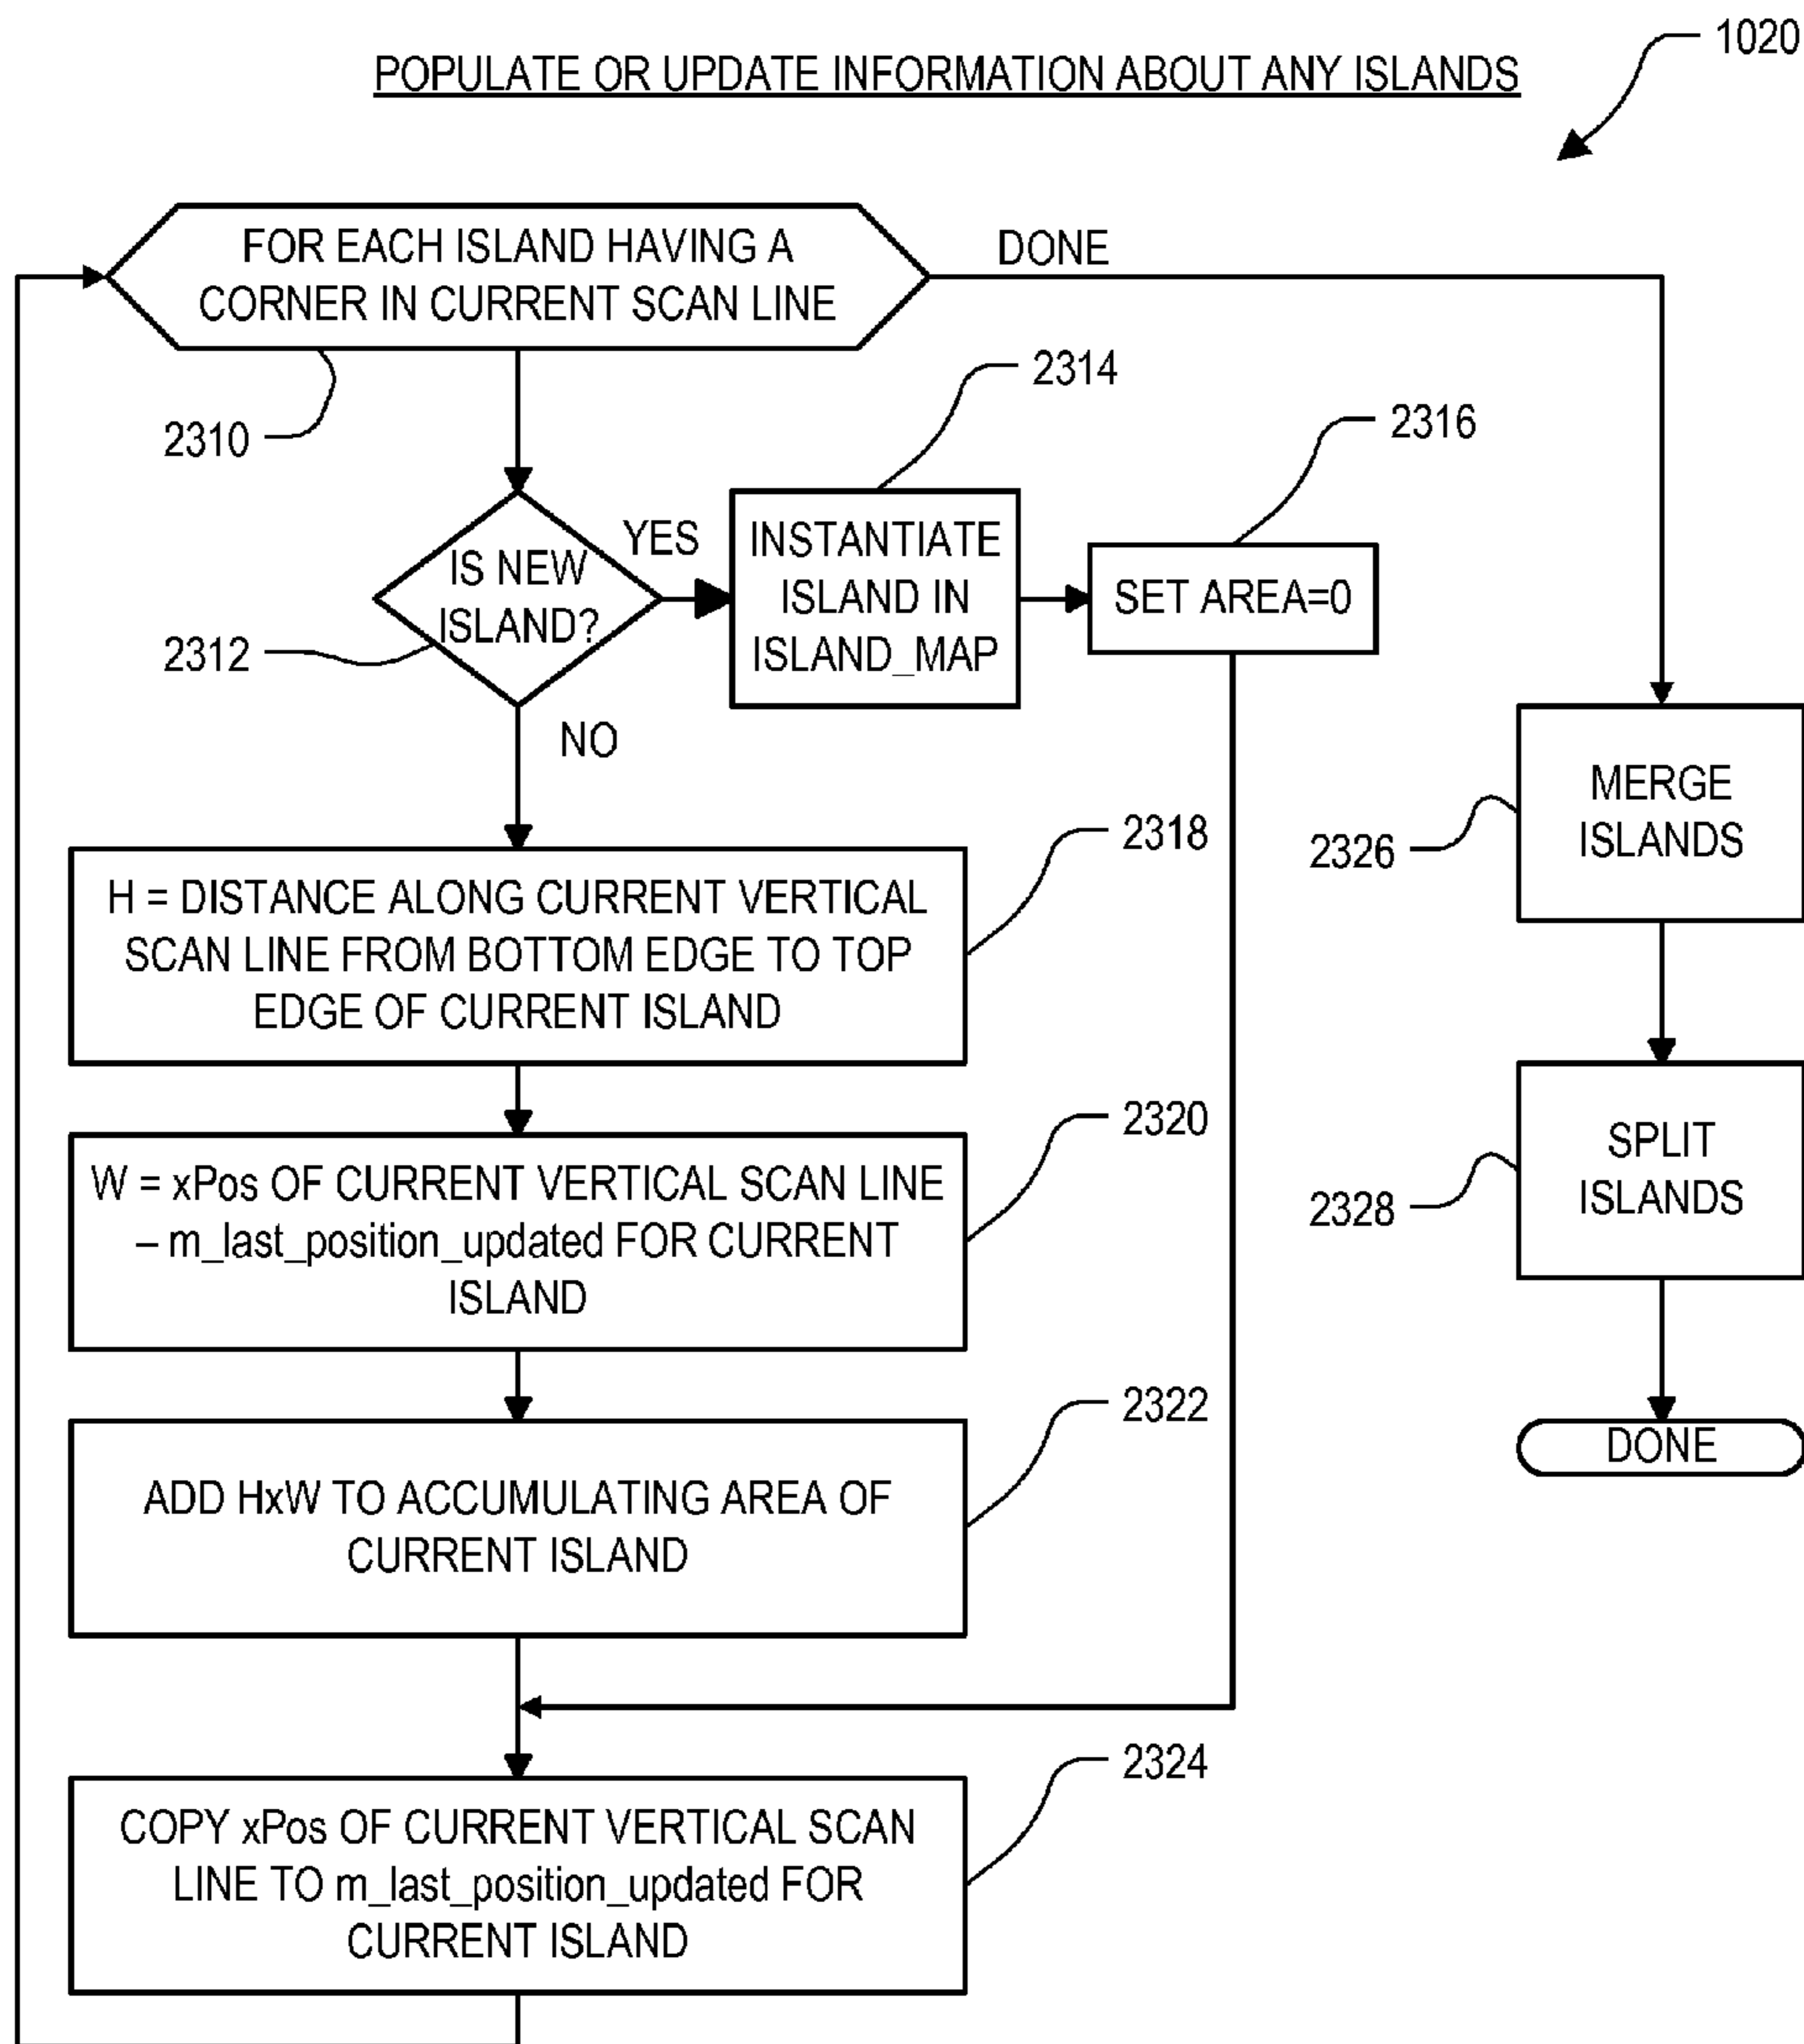 1020
POPULATE OR UPDATE INFORMATION ABOUT ANY ISLANDS
FOR EACH ISLAND HAVING A
CORNER IN CURRENT SCAN LINE
DONE
2310
2314
2316
IS NEW
ISLAND?
YES
2312
NO
INSTANTIATE
ISLAND IN
ISLAND_MAP
SET AREA=0
H = DISTANCE ALONG CURRENT VERTICAL
SCAN LINE FROM BOTTOM EDGE TO TOP
EDGE OF CURRENT ISLAND
2318
W = xPos OF CURRENT VERTICAL SCAN LINE
– m_last_position_updated FOR CURRENT
ISLAND
2320
ADD HxW TO ACCUMULATING AREA OF
CURRENT ISLAND
2322
COPY xPos OF CURRENT VERTICAL SCAN
LINE TO m_last_position_updated FOR
CURRENT ISLAND
2324
MERGE
ISLANDS
2326
SPLIT
ISLANDS
2328
DONE